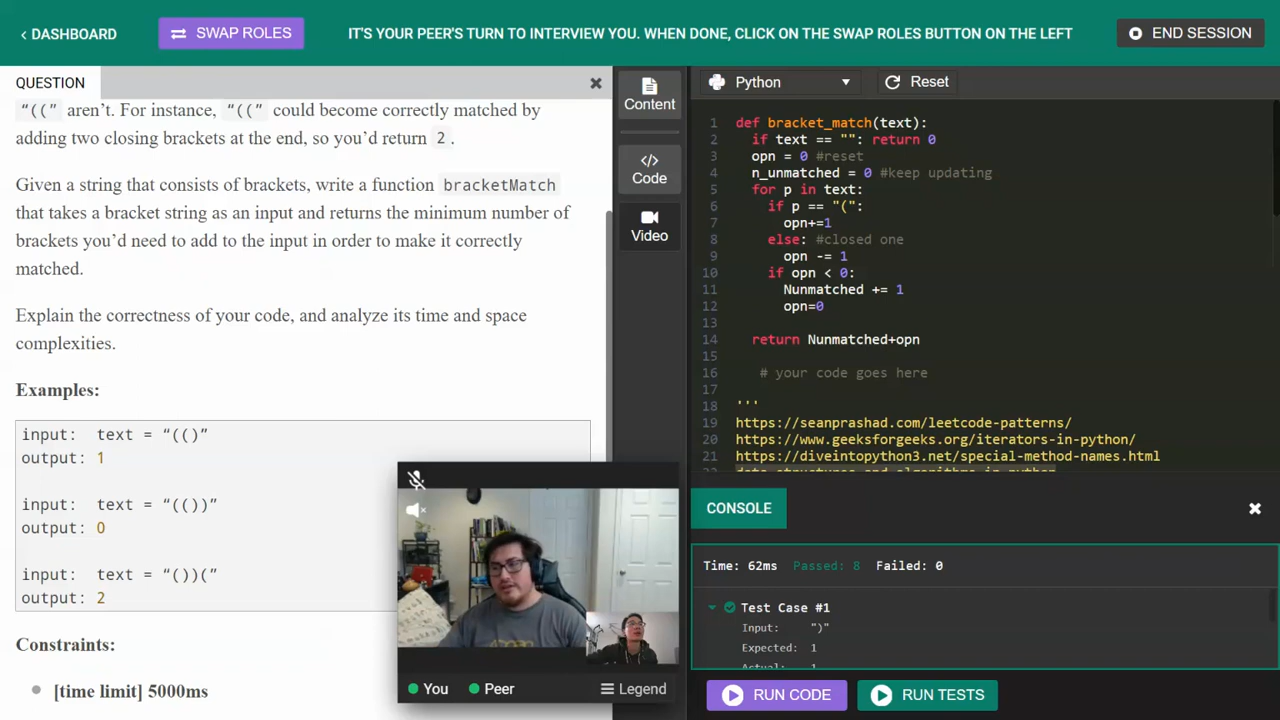 DASHBOARD
SWAP ROLES
IT'S YOUR PEER'S TURN TO INTERVIEW YOU. WHEN DONE, CLICK ON THE SWAP ROLES BUTTON ON THE LEFT
END SESSION
QUESTION
“((” aren’t. For instance, “((” could become correctly matched by
adding two closing brackets at the end, so you’d return 2.
Given a string that consists of brackets, write a function bracketMatch
that takes a bracket string as an input and returns the minimum number of
brackets you’d need to add to the input in order to make it correctly
matched.
Explain the correctness of your code, and analyze its time and space
complexities.
Examples:
input: text = “(()”
output: 1
input: text = “(())”
output: 0
input: text = “())(”
output: 2
Constraints:
[time limit] 5000ms
Content
Code
Video
Python
Reset
1 def bracket_match(text):
2 if text == "": return 0
3 opn = 0 #reset
4 n_unmatched = 0 #keep updating
5 for p in text:
6 if p == "(":
7 opn+=1
8 else: #closed one
9 opn -= 1
10 if opn < 0:
11 Nunmatched += 1
12 opn=0
13
14 return Nunmatched+opn
15
16 # your code goes here
17
18 '''
19 https://seanprashad.com/leetcode-patterns/
20 https://www.geeksforgeeks.org/iterators-in-python/
21 https://diveintopython3.net/special-method-names.html
CONSOLE
Time: 62ms Passed: 8 Failed: 0
Test Case #1
Input: ")"
Expected: 1
You
Peer
Legend
RUN CODE
RUN TESTS